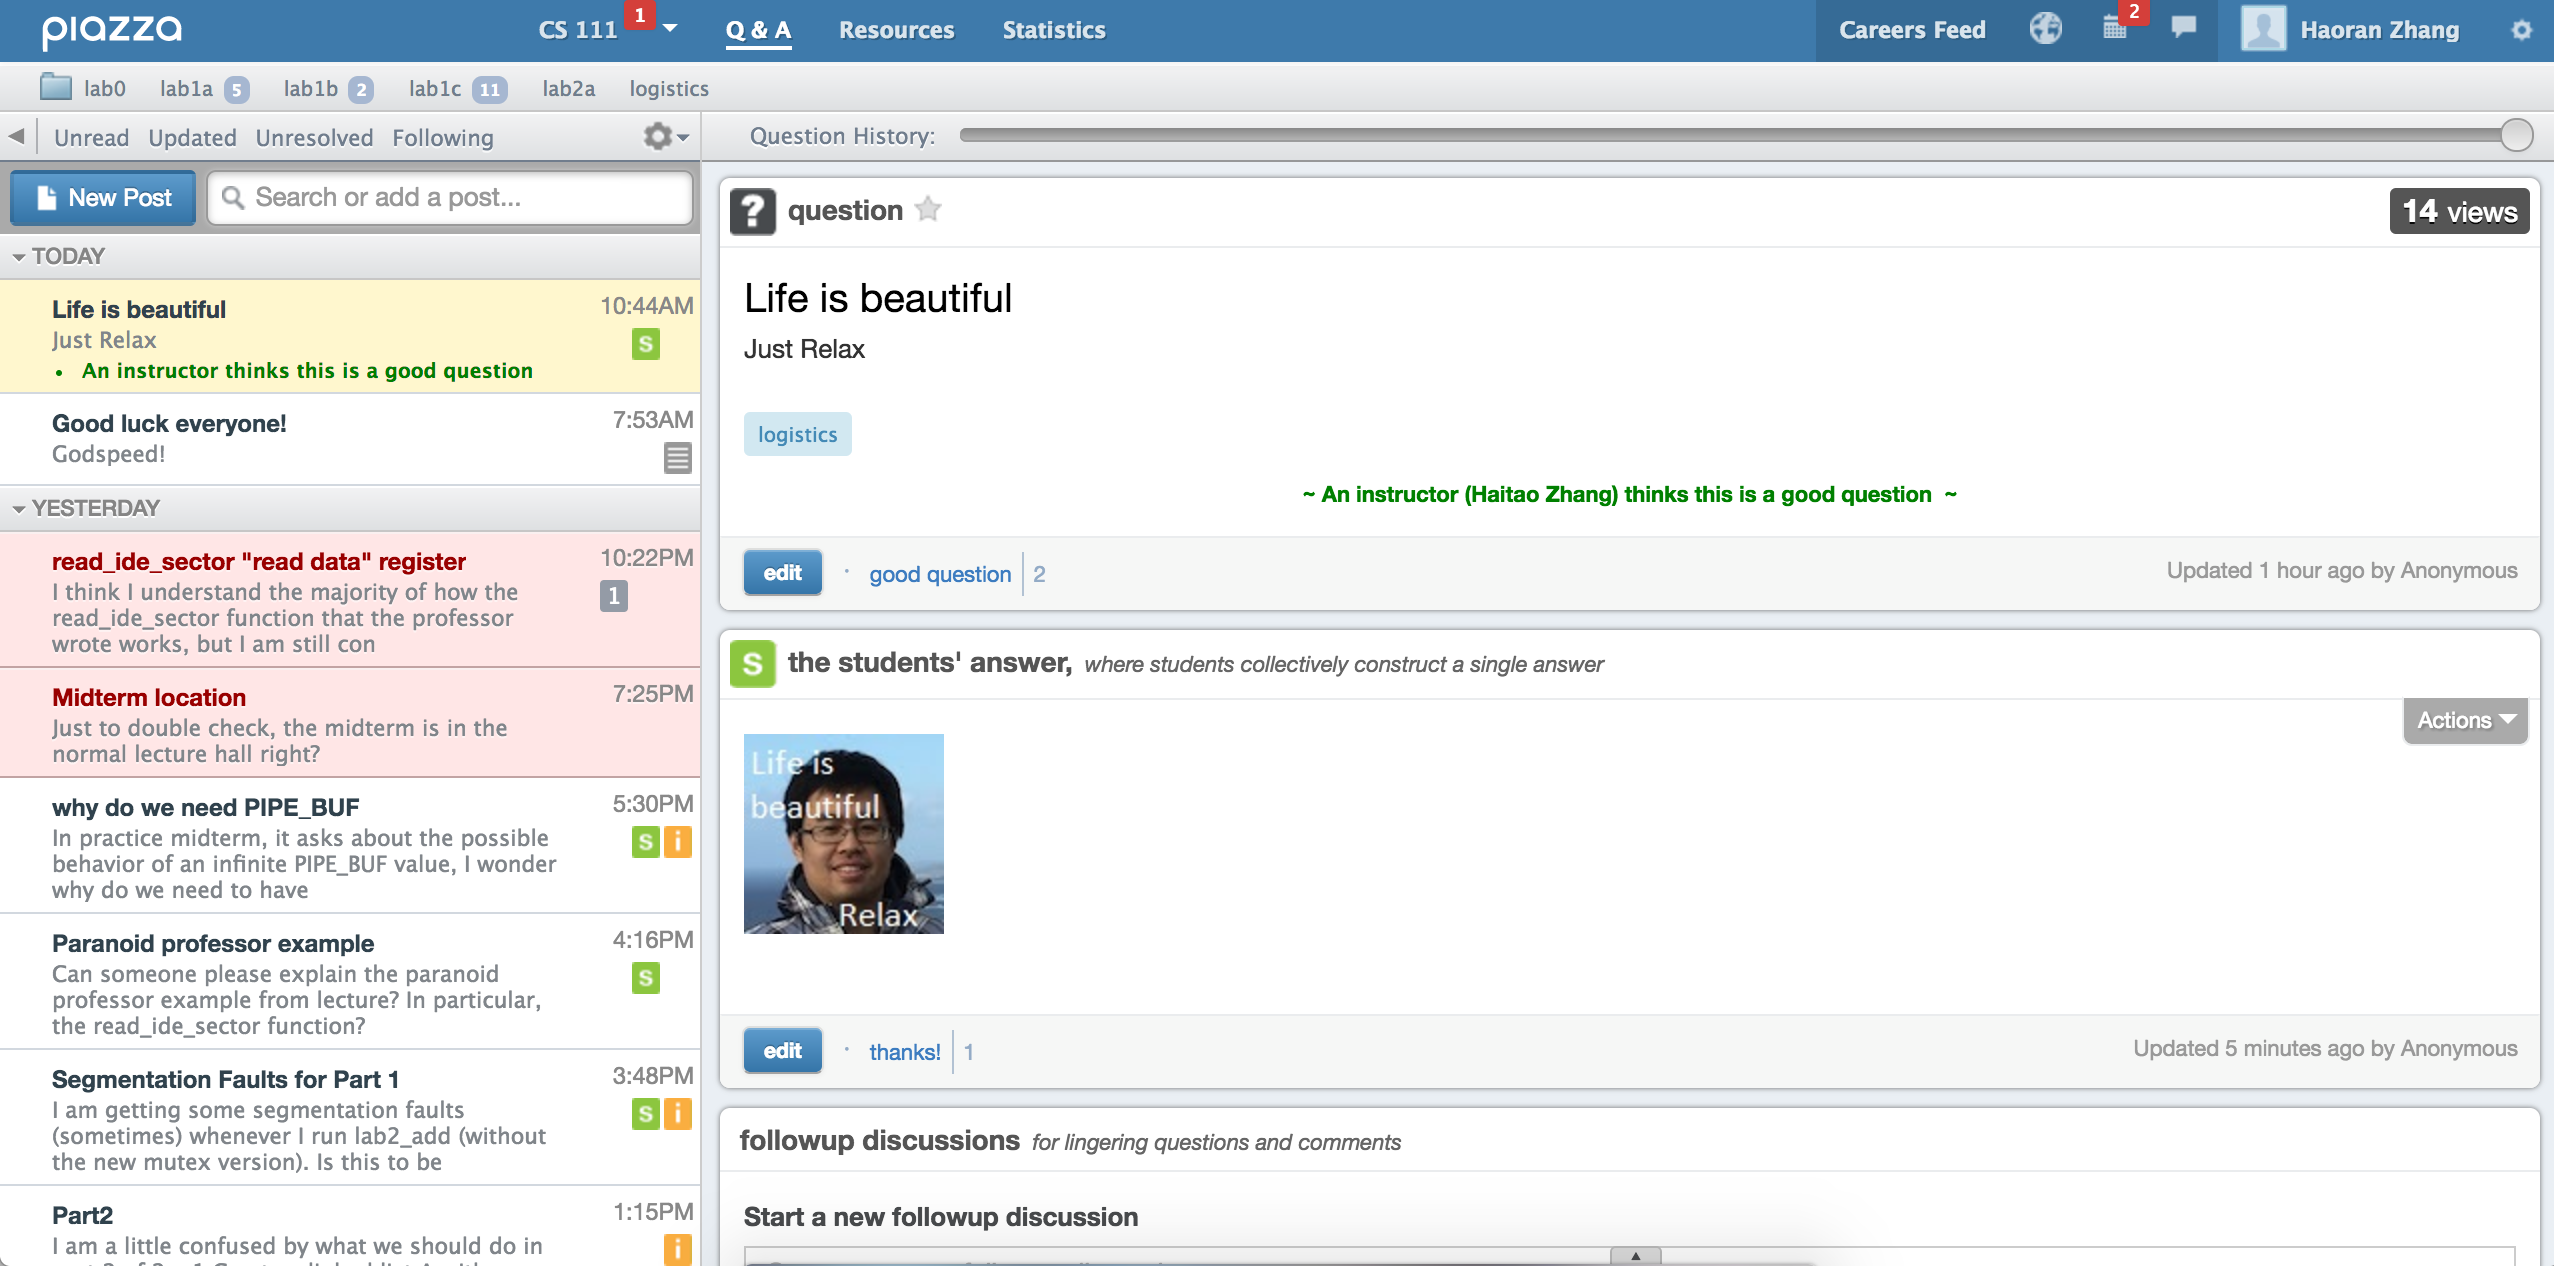 piazza
CS 111
1
Q & A
Resources
Statistics
Careers Feed
2
Haoran Zhang
lab0
lab1a 5
lab1b 2
lab1c 11
lab2a
logistics
Unread
Updated
Unresolved
Following
Question History:
New Post
Search or add a post...
TODAY
Life is beautiful
10:44AM
Just Relax
S
• An instructor thinks this is a good question
Good luck everyone!
7:53AM
Godspeed!
YESTERDAY
read_ide_sector "read data" register
10:22PM
I think I understand the majority of how the
1
read_ide_sector function that the professor
wrote works, but I am still con
Midterm location
7:25PM
Just to double check, the midterm is in the
normal lecture hall right?
why do we need PIPE_BUF
5:30PM
In practice midterm, it asks about the possible
S i
behavior of an infinite PIPE_BUF value, I wonder
why do we need to have
Paranoid professor example
4:16PM
Can someone please explain the paranoid
S
professor example from lecture? In particular,
the read_ide_sector function?
Segmentation Faults for Part 1
3:48PM
I am getting some segmentation faults
S i
(sometimes) whenever I run lab2_add (without
the new mutex version). Is this to be
Part2
1:15PM
I am a little confused by what we should do in
i
? question
14 views
Life is beautiful
Just Relax
logistics
~ An instructor (Haitao Zhang) thinks this is a good question ~
edit · good question 2
Updated 1 hour ago by Anonymous
S the students' answer, where students collectively construct a single answer
Actions
Life is
beautiful
Relax
edit · thanks! 1
Updated 5 minutes ago by Anonymous
followup discussions for lingering questions and comments
Start a new followup discussion